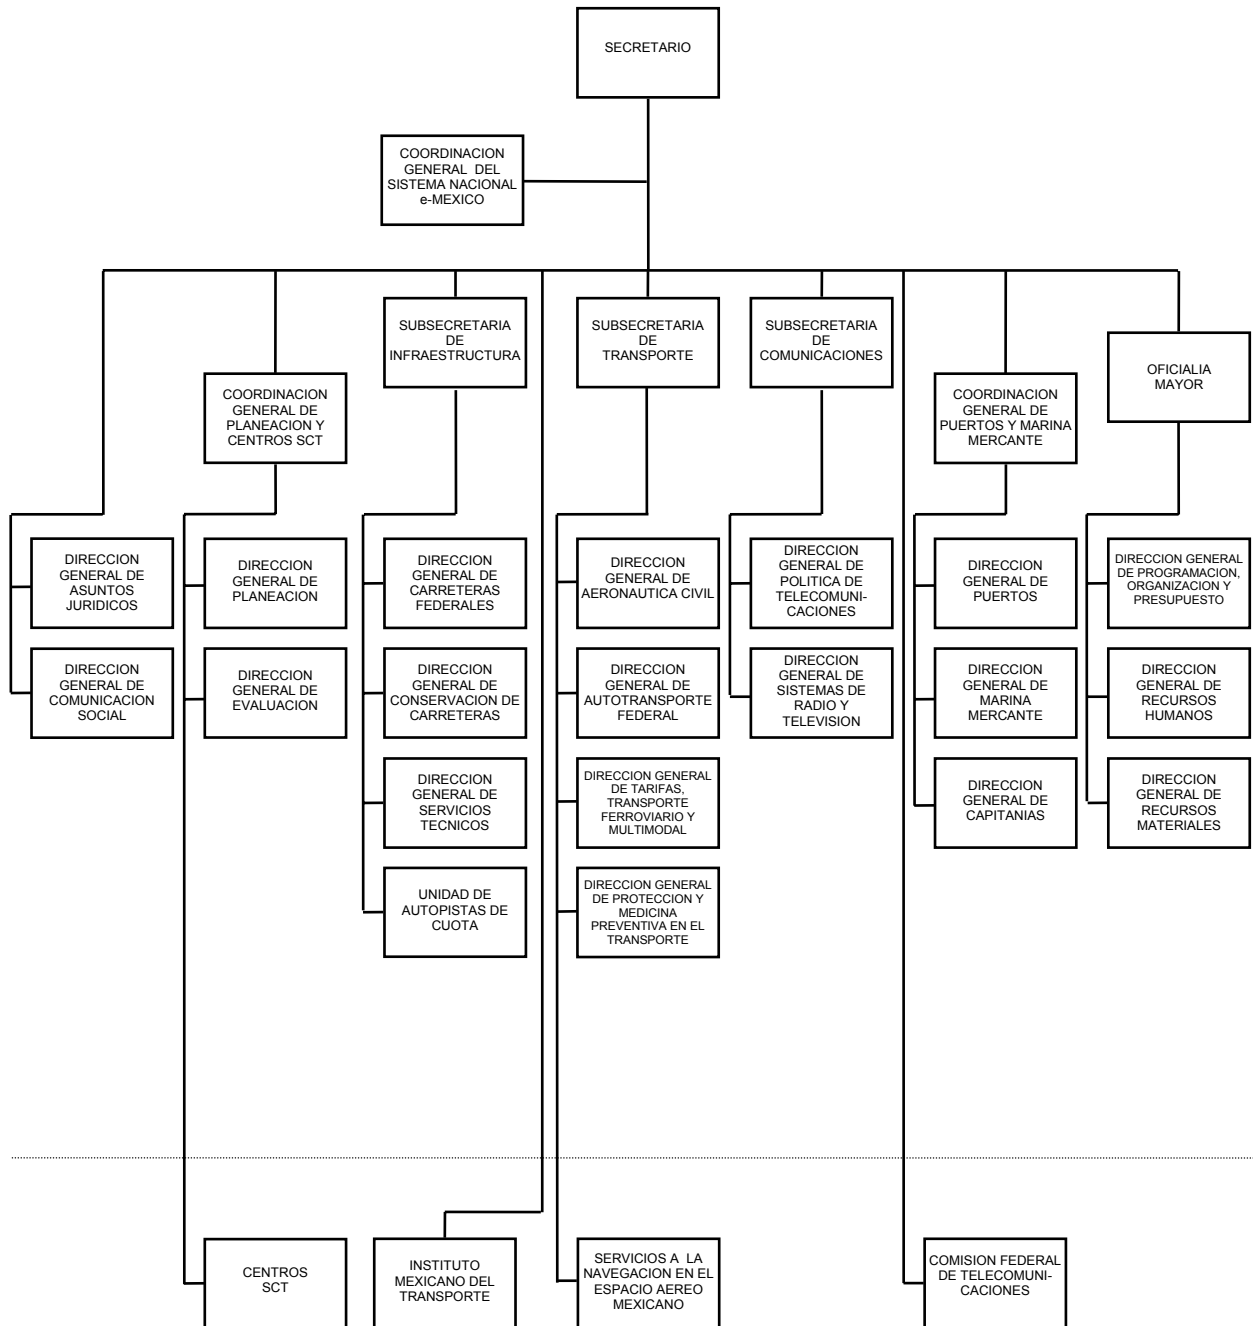 SECRETARIO
COORDINACION
GENERAL DEL
SISTEMA NACIONAL
e-MEXICO
SUBSECRETARIA
DE
INFRAESTRUCTURA
SUBSECRETARIA
DE
TRANSPORTE
SUBSECRETARIA
DE
COMUNICACIONES
OFICIALIA
MAYOR
COORDINACION
GENERAL DE
PLANEACION Y
CENTROS SCT
COORDINACION
GENERAL DE
PUERTOS Y MARINA
MERCANTE
DIRECCION
GENERAL DE
ASUNTOS
JURIDICOS
DIRECCION
GENERAL DE
PLANEACION
DIRECCION
GENERAL DE
CARRETERAS
FEDERALES
DIRECCION
GENERAL DE
AERONAUTICA CIVIL
DIRECCION
GENERAL DE
POLITICA DE
TELECOMUNI-
CACIONES
DIRECCION
GENERAL DE
PUERTOS
DIRECCION GENERAL
DE PROGRAMACION,
ORGANIZACION Y
PRESUPUESTO
DIRECCION
GENERAL DE
COMUNICACION
SOCIAL
DIRECCION
GENERAL DE
EVALUACION
DIRECCION
GENERAL DE
CONSERVACION DE
CARRETERAS
DIRECCION
GENERAL DE
AUTOTRANSPORTE
FEDERAL
DIRECCION
GENERAL DE
SISTEMAS DE
RADIO Y
TELEVISION
DIRECCION
GENERAL DE
MARINA
MERCANTE
DIRECCION
GENERAL DE
RECURSOS
HUMANOS
DIRECCION
GENERAL DE
SERVICIOS
TECNICOS
DIRECCION GENERAL
DE TARIFAS,
TRANSPORTE
FERROVIARIO Y
MULTIMODAL
DIRECCION
GENERAL DE
CAPITANIAS
DIRECCION
GENERAL DE
RECURSOS
MATERIALES
UNIDAD DE
AUTOPISTAS DE
CUOTA
DIRECCION GENERAL
DE PROTECCION Y
MEDICINA
PREVENTIVA EN EL
TRANSPORTE
CENTROS
SCT
INSTITUTO
MEXICANO DEL
TRANSPORTE
SERVICIOS A LA
NAVEGACION EN EL
ESPACIO AEREO
MEXICANO
COMISION FEDERAL
DE TELECOMUNI-
CACIONES